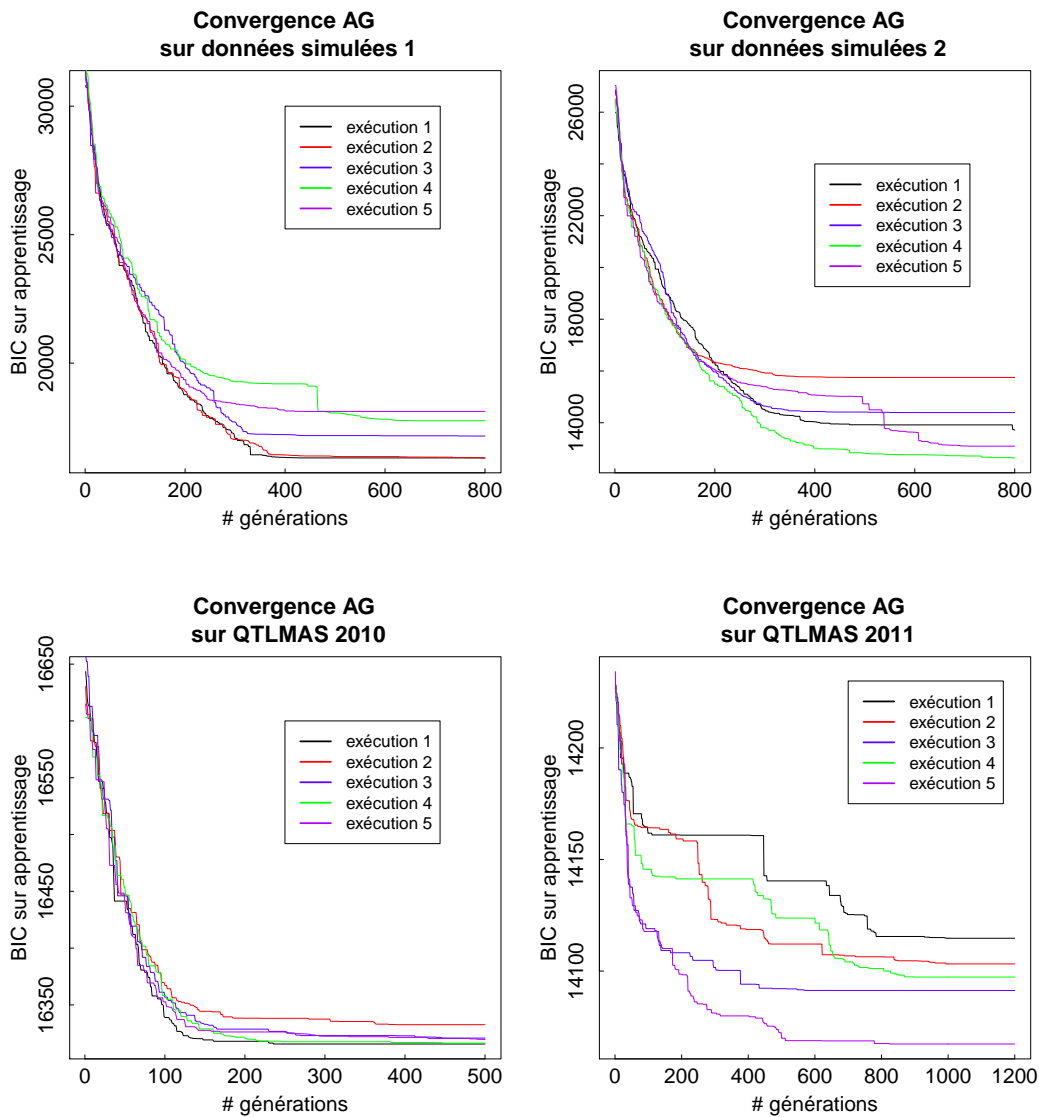 Convergence AG
sur données simulées 1
BIC sur apprentissage
30000
25000
20000
exécution 1
exécution 2
exécution 3
exécution 4
exécution 5
0 200 400 600 800
# générations
Convergence AG
sur données simulées 2
BIC sur apprentissage
26000
22000
18000
14000
exécution 1
exécution 2
exécution 3
exécution 4
exécution 5
0 200 400 600 800
# générations
Convergence AG
sur QTLMAS 2010
BIC sur apprentissage
16650
16550
16450
16350
exécution 1
exécution 2
exécution 3
exécution 4
exécution 5
0 100 200 300 400 500
# générations
Convergence AG
sur QTLMAS 2011
BIC sur apprentissage
14200
14150
14100
exécution 1
exécution 2
exécution 3
exécution 4
exécution 5
0 200 400 600 800 1000 1200
# générations